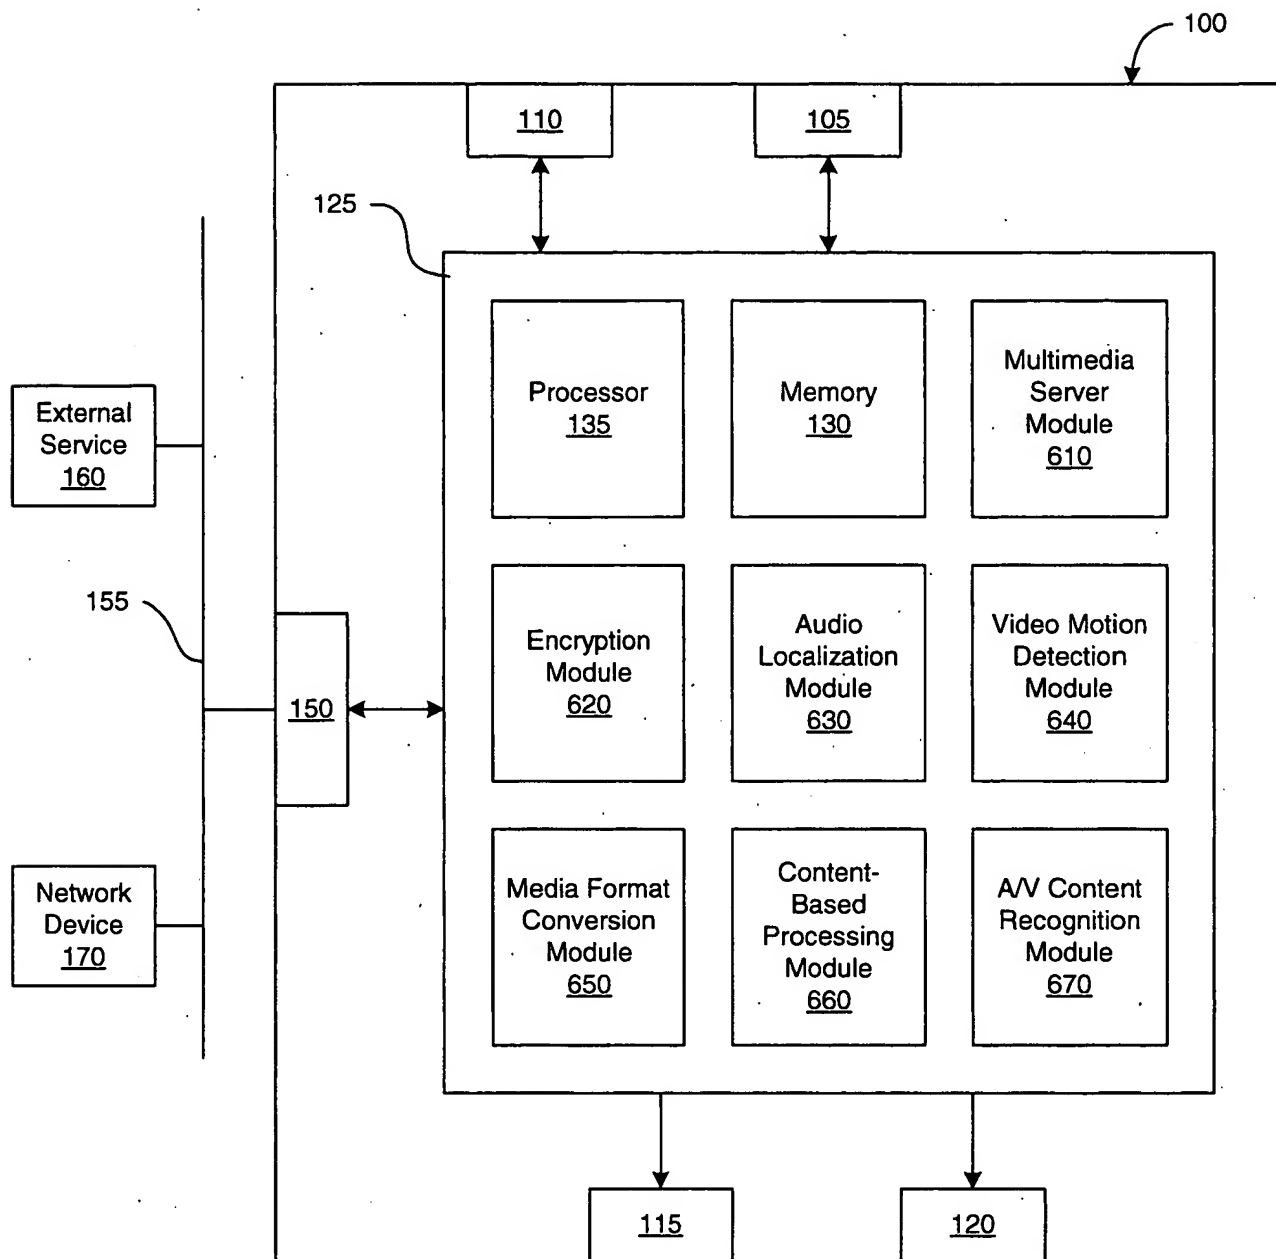 100
110
105
125
Processor
135
Memory
130
Multimedia
Server
Module
610
External
Service
160
155
150
Encryption
Module
620
Audio
Localization
Module
630
Video Motion
Detection
Module
640
Network
Device
170
Media Format
Conversion
Module
650
Content-
Based
Processing
Module
660
A/V Content
Recognition
Module
670
115
120